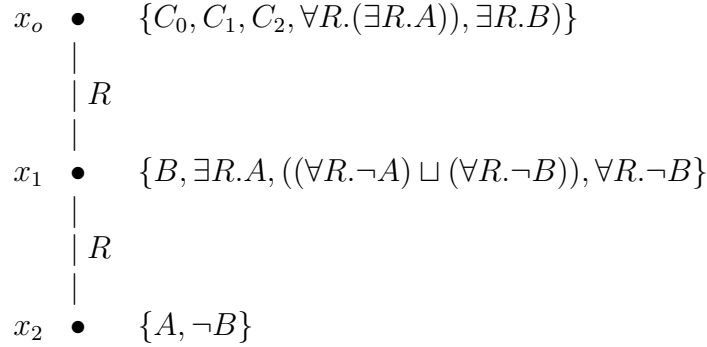 x_o • {C_0, C_1, C_2, ∀R.(∃R.A)), ∃R.B)}
| R
x_1 • {B, ∃R.A, ((∀R.¬A) ⊔ (∀R.¬B)), ∀R.¬B}
| R
x_2 • {A, ¬B}